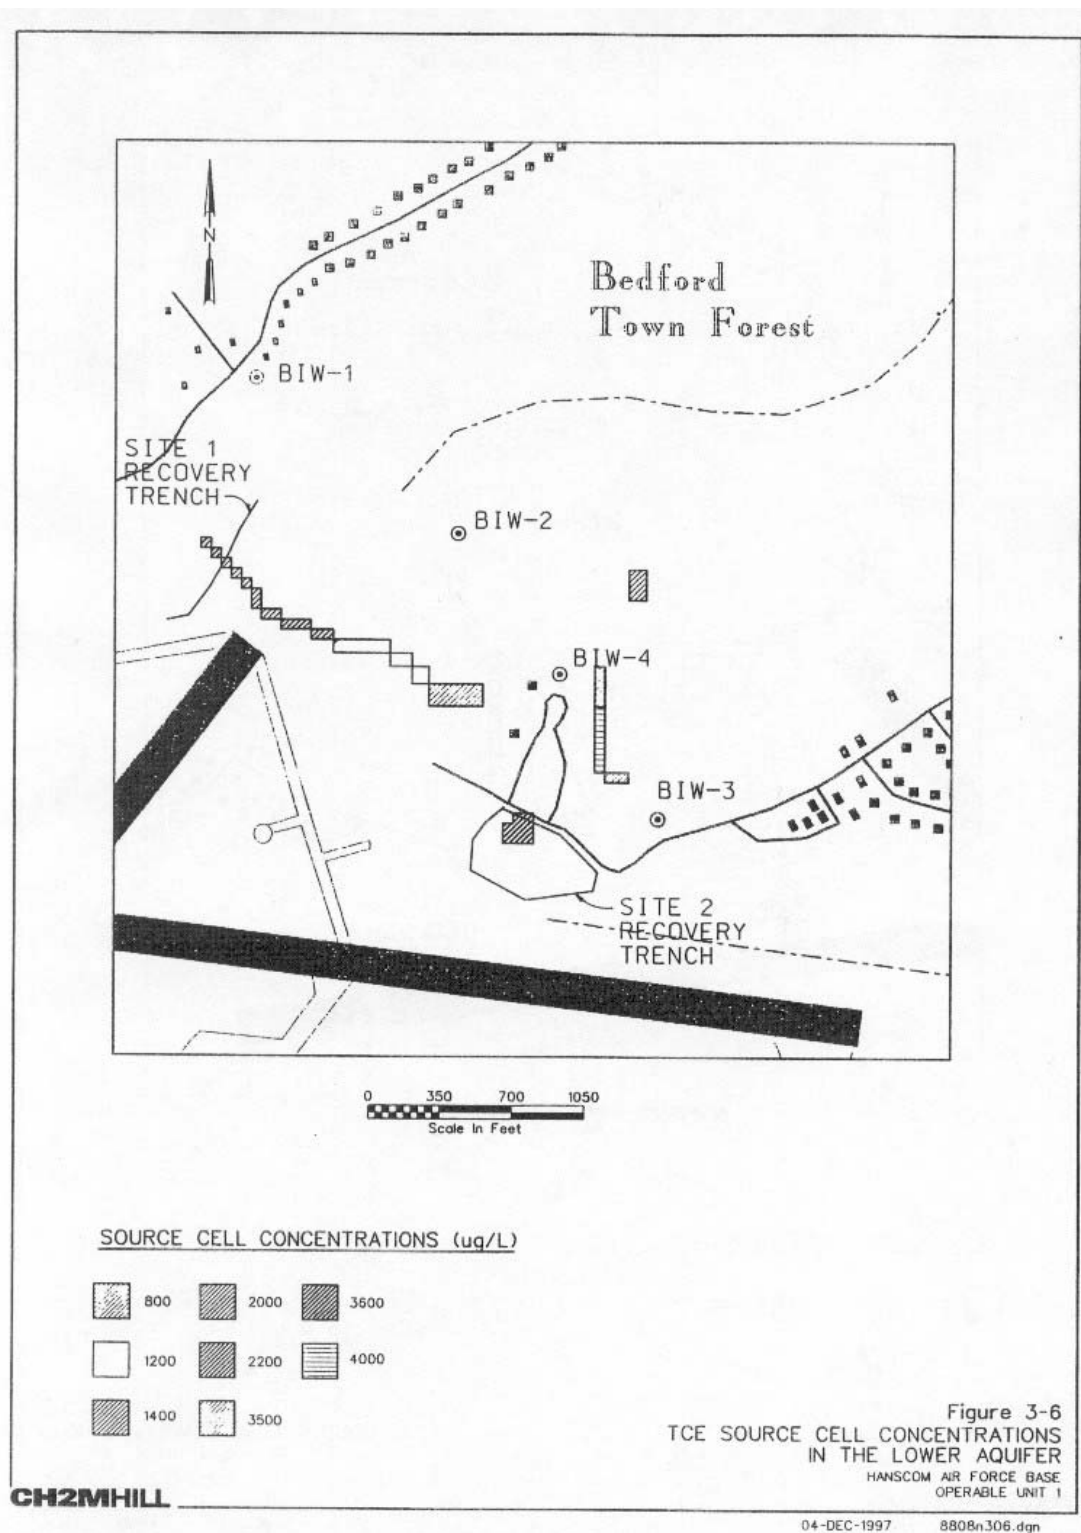 Bedford
Town Forest
N
BIW-1
SITE 1
RECOVERY
TRENCH
BIW-2
BIW-4
BIW-3
SITE 2
RECOVERY
TRENCH
0 350 700 1050
Scale In Feet
SOURCE CELL CONCENTRATIONS (ug/L)
800 2000 3600
1200 2200 4000
1400 3500
Figure 3-6
TCE SOURCE CELL CONCENTRATIONS
IN THE LOWER AQUIFER
HANSCOM AIR FORCE BASE
OPERABLE UNIT 1
CH2MHILL
04-DEC-1997 8808n306.dgn